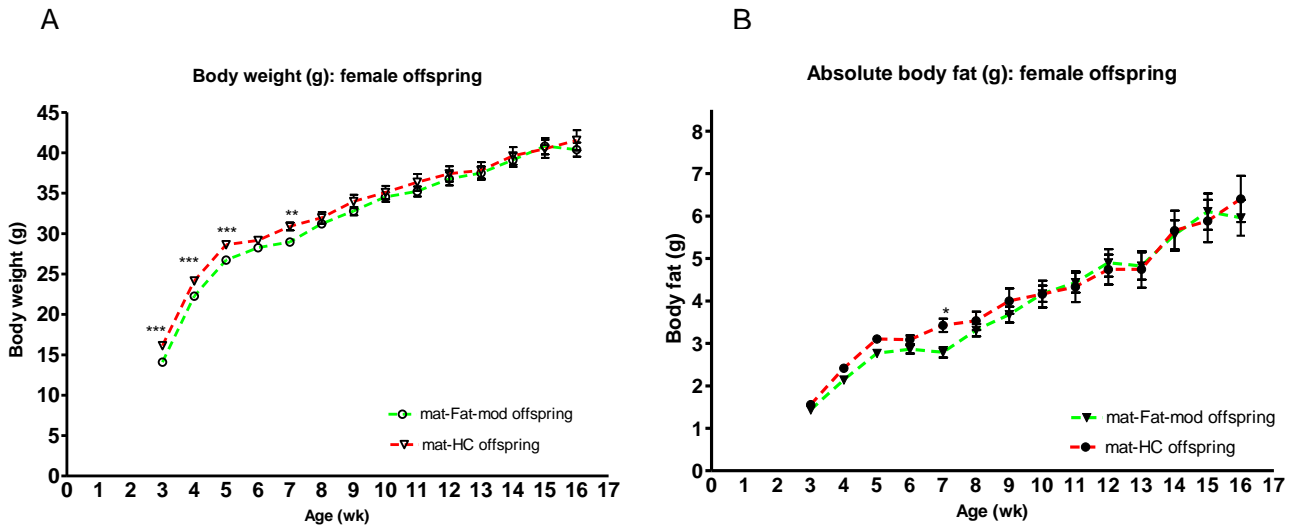 A
Body weight (g): female offspring
Body weight (g)
45
40
35
30
25
20
15
10
5
0
***
***
***
**
mat-Fat-mod offspring
mat-HC offspring
0 1 2 3 4 5 6 7 8 9 10 11 12 13 14 15 16 17
Age (wk)
B
Absolute body fat (g): female offspring
Body fat (g)
8
7
6
5
4
3
2
1
0
*
mat-Fat-mod offspring
mat-HC offspring
0 1 2 3 4 5 6 7 8 9 10 11 12 13 14 15 16 17
Age (wk)